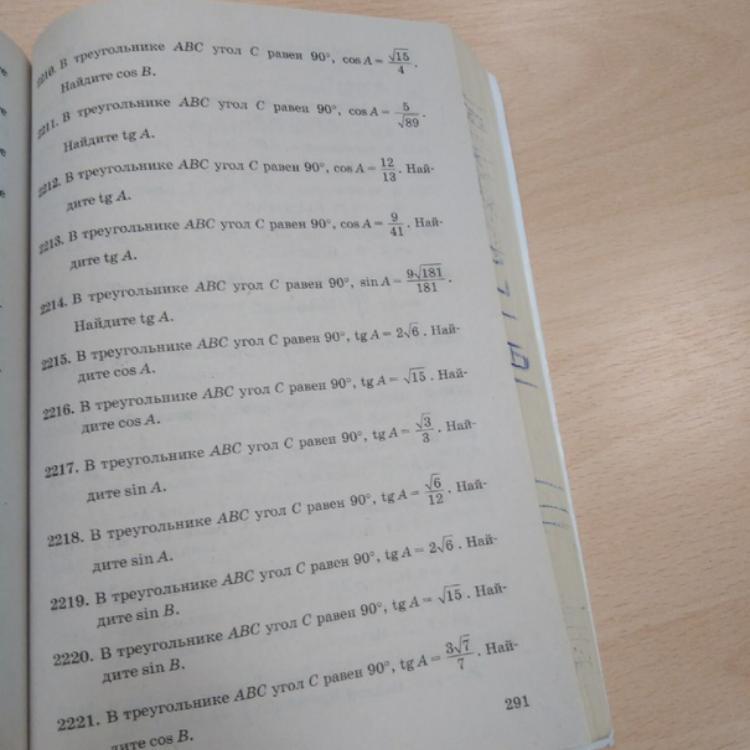 2210. В треугольнике ABC угол C равен 90°, cos A = √15/4.
Найдите cos B.
2211. В треугольнике ABC угол C равен 90°, cos A = 5/√89.
Найдите tg A.
2212. В треугольнике ABC угол C равен 90°, cos A = 12/13. Най-
дите tg A.
2213. В треугольнике ABC угол C равен 90°, cos A = 9/41. Най-
дите tg A.
2214. В треугольнике ABC угол C равен 90°, sin A = 9√181/181.
Найдите tg A.
2215. В треугольнике ABC угол C равен 90°, tg A = 2√6. Най-
дите cos A.
2216. В треугольнике ABC угол C равен 90°, tg A = √15. Най-
дите cos A.
2217. В треугольнике ABC угол C равен 90°, tg A = √3/3. Най-
дите sin A.
2218. В треугольнике ABC угол C равен 90°, tg A = √6/12. Най-
дите sin A.
2219. В треугольнике ABC угол C равен 90°, tg A = 2√6. Най-
дите sin B.
2220. В треугольнике ABC угол C равен 90°, tg A = √15. Най-
дите sin B.
2221. В треугольнике ABC угол C равен 90°, tg A = 3√7/7. Най-
дите cos B.
291